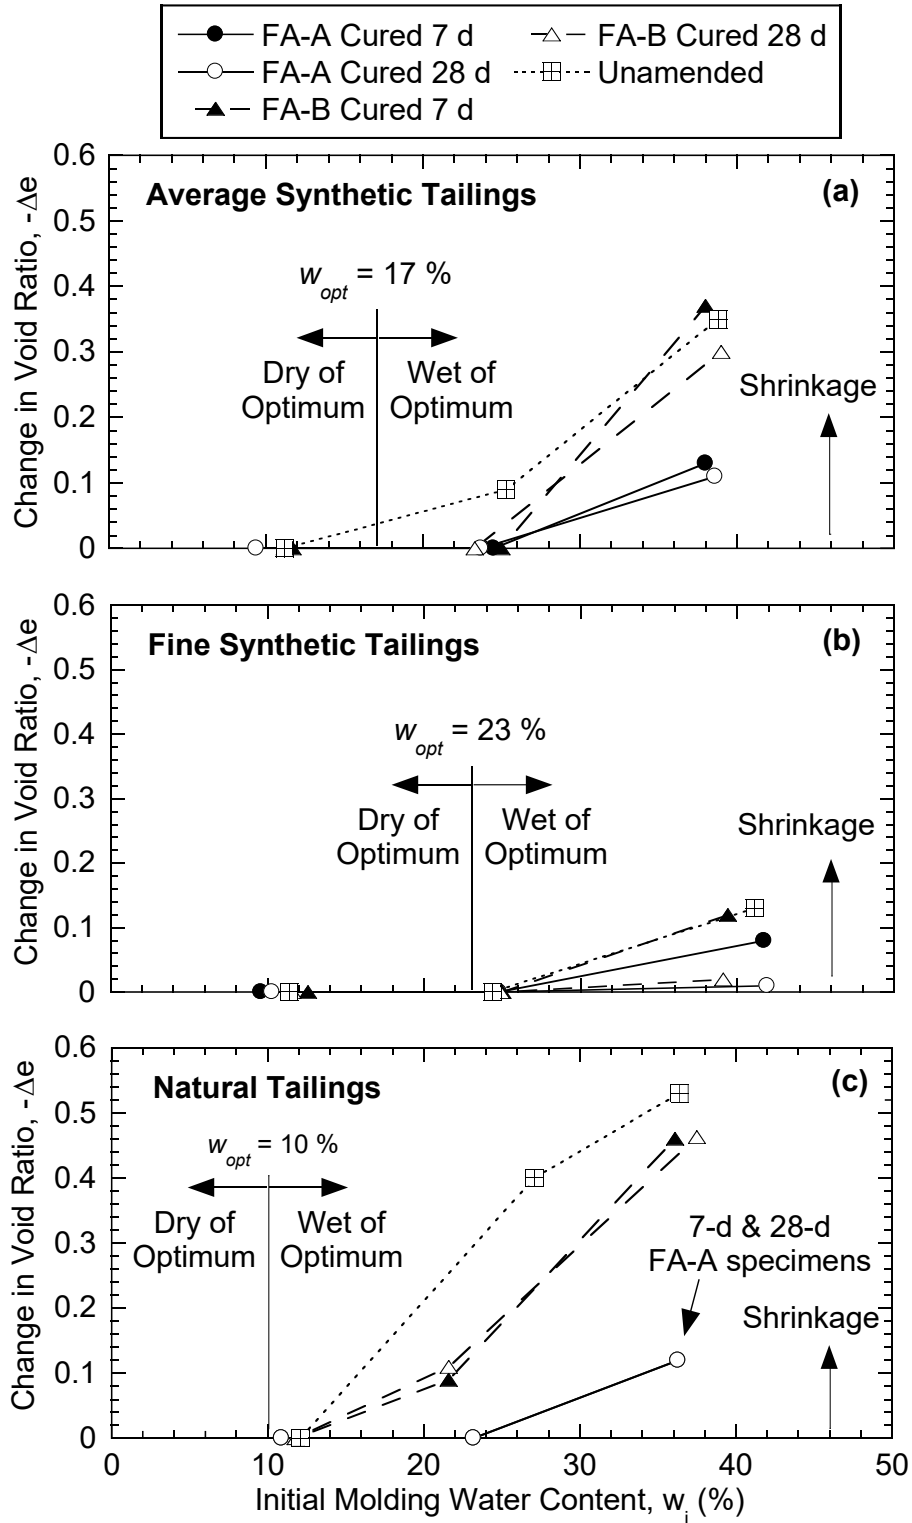 FA-A Cured 7 d
FA-B Cured 28 d
FA-A Cured 28 d
Unamended
FA-B Cured 7 d
Change in Void Ratio, -Δe
0.6
0.5
0.4
0.3
0.2
0.1
0
Average Synthetic Tailings
(a)
w_opt = 17 %
Dry of
Optimum
Wet of
Optimum
Shrinkage
Change in Void Ratio, -Δe
0.6
0.5
0.4
0.3
0.2
0.1
0
Fine Synthetic Tailings
(b)
w_opt = 23 %
Dry of
Optimum
Wet of
Optimum
Shrinkage
Change in Void Ratio, -Δe
0.6
0.5
0.4
0.3
0.2
0.1
0
Natural Tailings
(c)
w_opt = 10 %
Dry of
Optimum
Wet of
Optimum
7-d & 28-d
FA-A specimens
Shrinkage
0 10 20 30 40 50
Initial Molding Water Content, w_i (%)